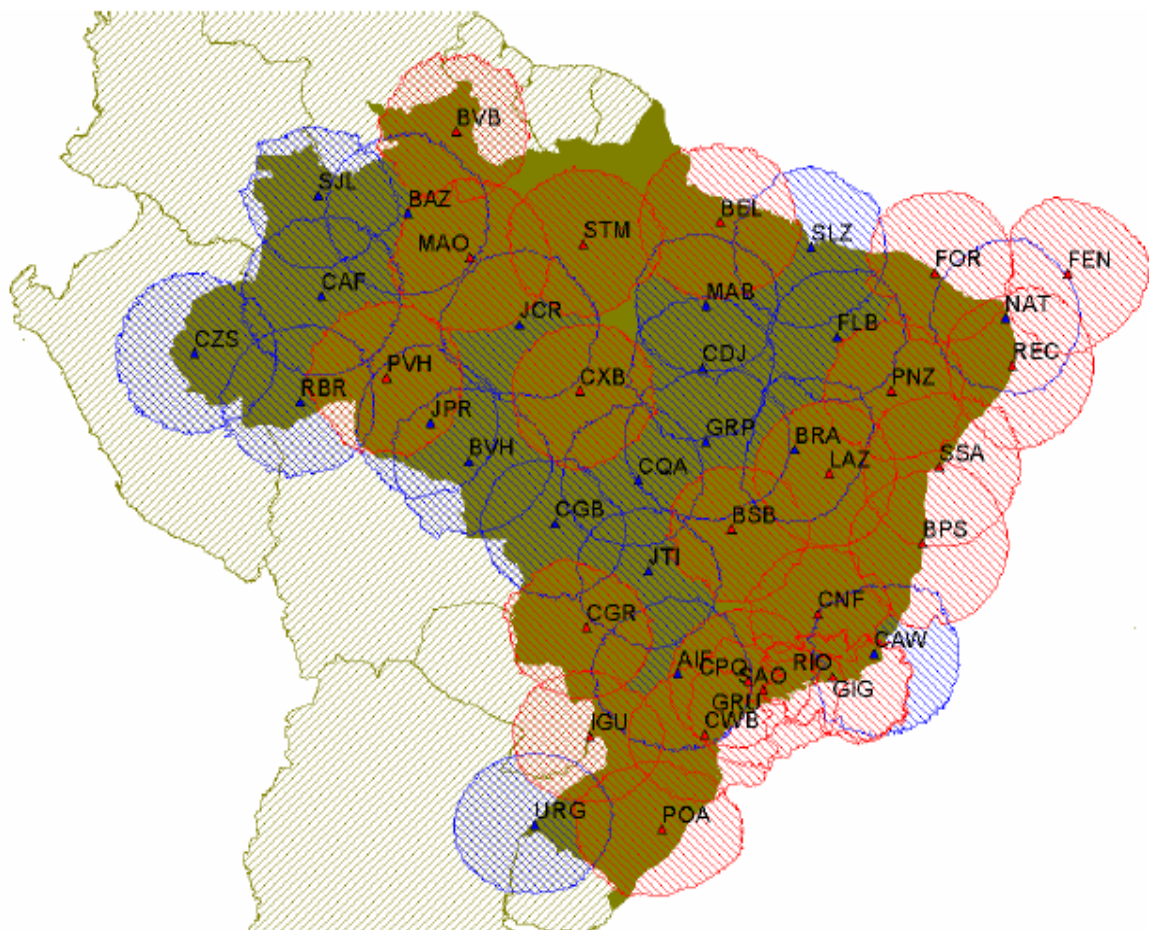 BVB
SJL
BAZ
BEL
STM
SLZ
MAO
FOR
FEN
CAF
MAB
NAT
JCR
FLB
CZS
REC
CDJ
PVH
CXB
PNZ
RBR
JPR
GRP
BRA
SSA
BVH
LAZ
CQA
CGB
BSB
BPS
JTI
CGR
CNF
CAW
AIF
CPQ
RIO
SAO
GIG
GRU
IGU
CWB
URG
POA